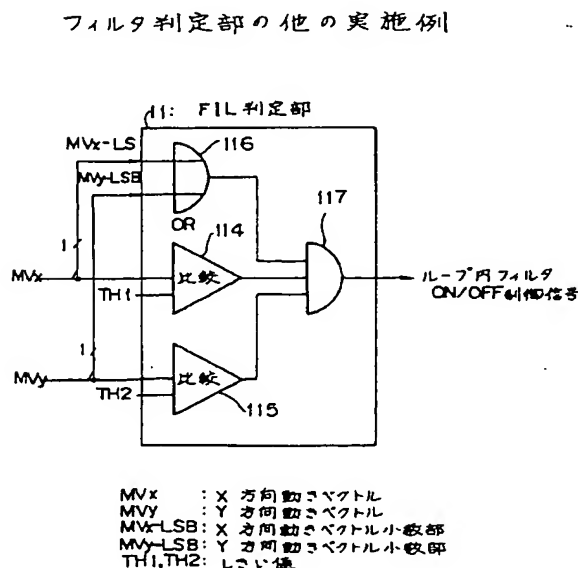 フィルタ判定部の他の実施例
11: FIL判定部
MVx-LS
116
MVy-LSB
117
OR
114
1
MVx
比較
TH1
ループ内フィルタ
ON/OFF制御信号
1
MVy
比較
TH2
115
MVx : X 方向動きベクトル
MVy : Y 方向動きベクトル
MVx-LSB : X 方向動きベクトル小数部
MVy-LSB : Y 方向動きベクトル小数部
TH1,TH2 : しきい値